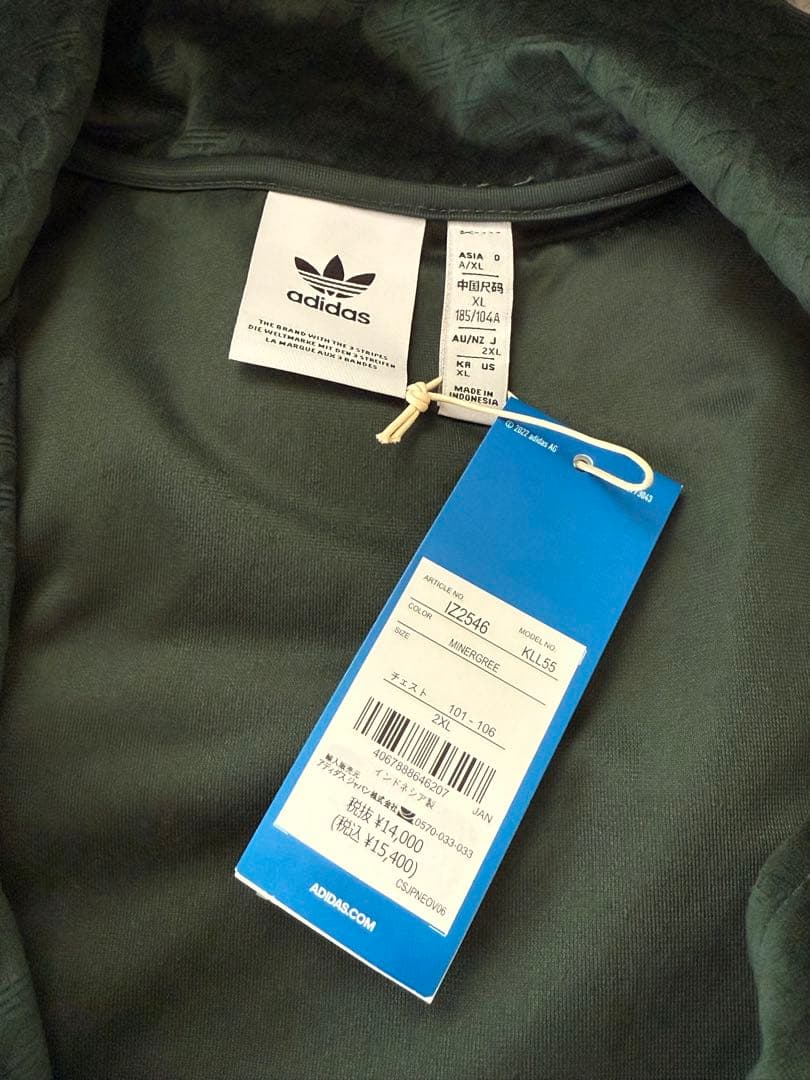 adidas
THE BRAND WITH THE 3 STRIPES
DIE WELTMARKE MIT DEN 3 STREIFEN
LA MARQUE AUX 3 BANDES
ASIA D
A/XL
中国尺码
XL
185/104A
AU/NZ J
2XL
KR US
XL
MADE IN
INDONESIA
© 2022 adidas AG
ARTICLE NO.
IZ2546
COLOR
MODEL NO.
KLL55
SIZE
MINERGREE
チェスト
101 - 106
2XL
4067888646207
JAN
インドネシア製
輸入販売元
アディダス ジャパン株式会社
0570-033-033
税抜 ¥14,000
(税込 ¥15,400)
CSJPNEOV06
ADIDAS.COM